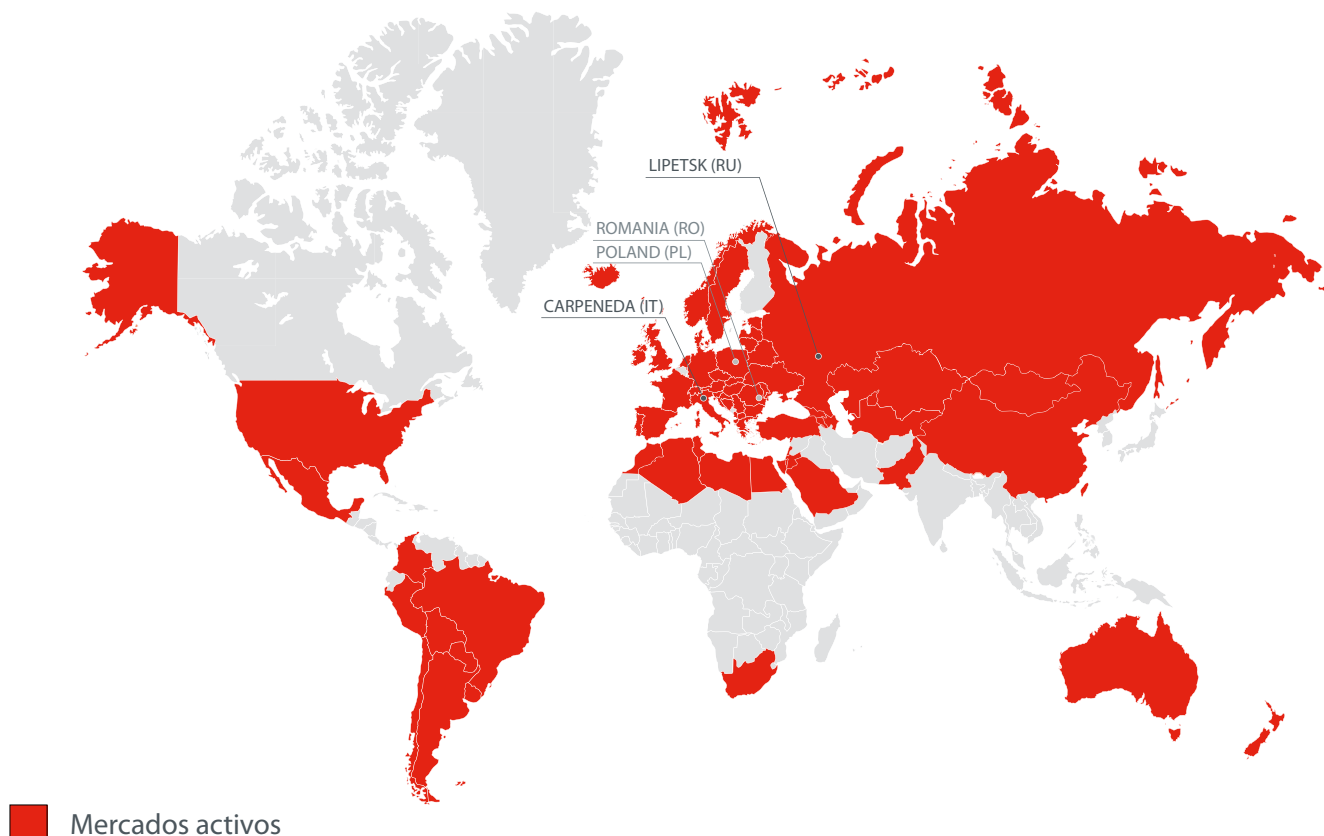 LIPETSK (RU)
ROMANIA (RO)
POLAND (PL)
CARPENEDA (IT)
Mercados activos